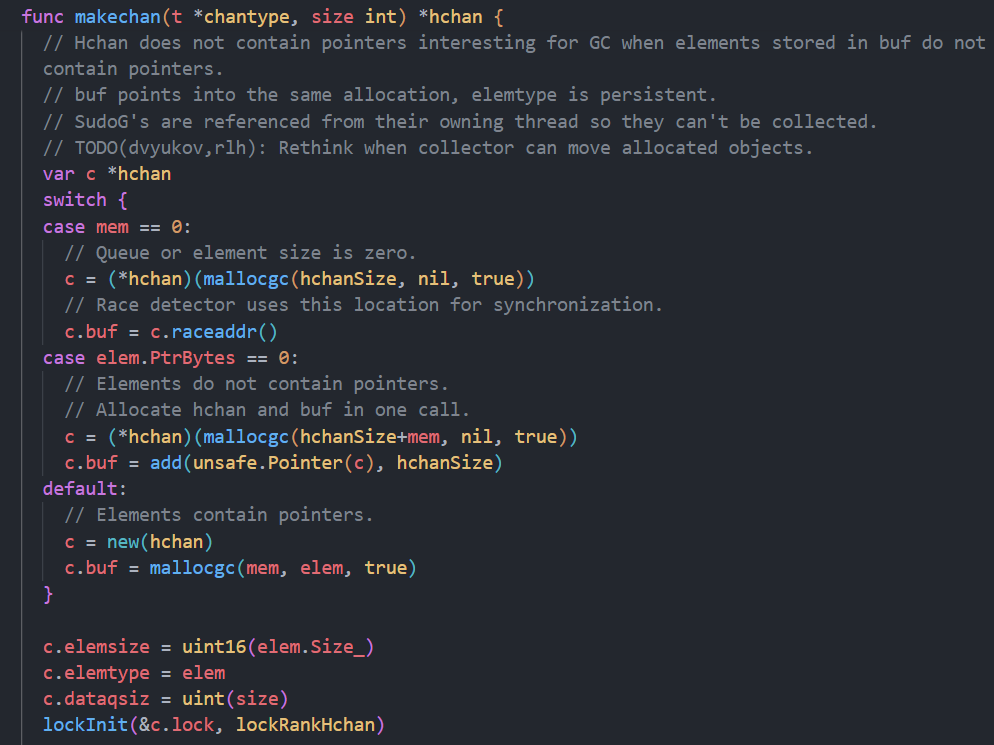 func makechan(t *chantype, size int) *hchan {
// Hchan does not contain pointers interesting for GC when elements stored in buf do not
contain pointers.
// buf points into the same allocation, elemtype is persistent.
// SudoG's are referenced from their owning thread so they can't be collected.
// TODO(dvyukov,rlh): Rethink when collector can move allocated objects.
var c *hchan
switch {
case mem == 0:
// Queue or element size is zero.
c = (*hchan)(mallocgc(hchanSize, nil, true))
// Race detector uses this location for synchronization.
c.buf = c.raceaddr()
case elem.PtrBytes == 0:
// Elements do not contain pointers.
// Allocate hchan and buf in one call.
c = (*hchan)(mallocgc(hchanSize+mem, nil, true))
c.buf = add(unsafe.Pointer(c), hchanSize)
default:
// Elements contain pointers.
c = new(hchan)
c.buf = mallocgc(mem, elem, true)
}
c.elemsize = uint16(elem.Size_)
c.elemtype = elem
c.dataqsiz = uint(size)
lockInit(&c.lock, lockRankHchan)